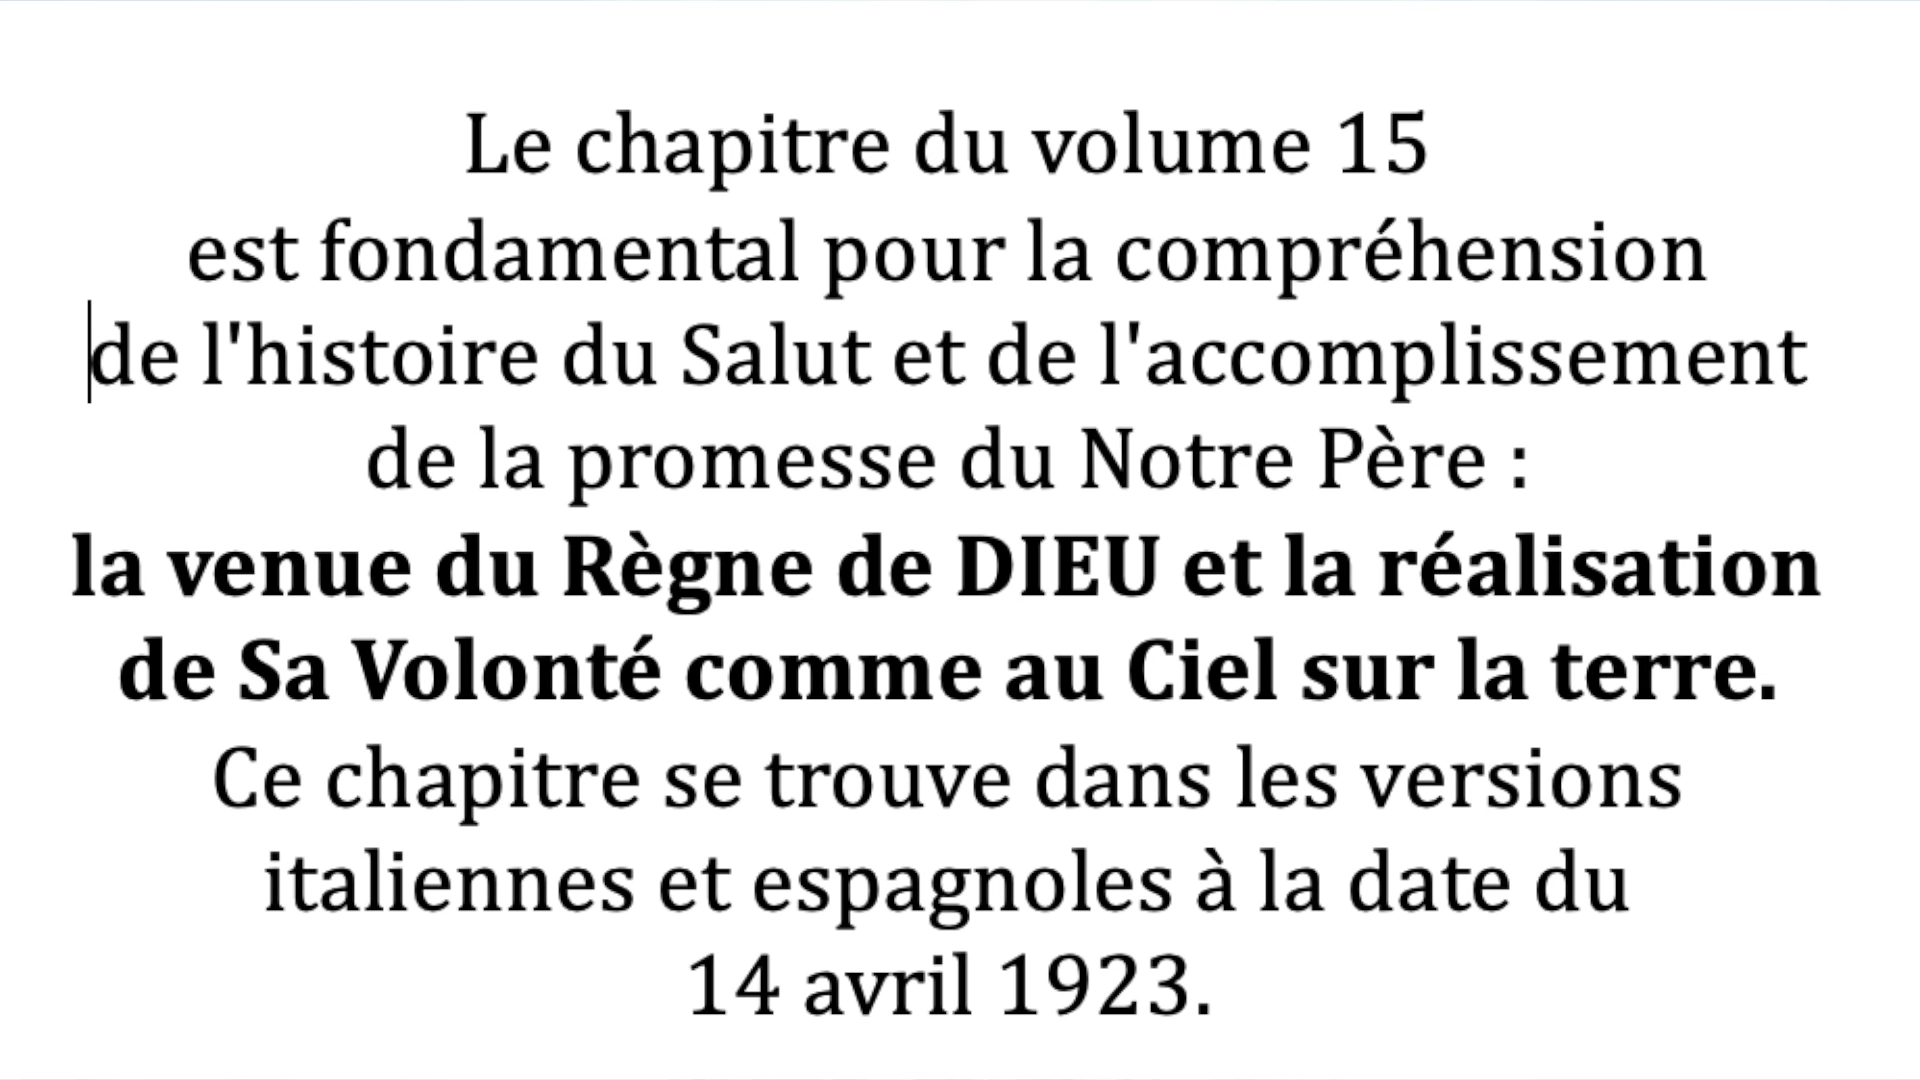 Le chapitre du volume 15
est fondamental pour la compréhension
de l'histoire du Salut et de l'accomplissement
de la promesse du Notre Père :
la venue du Règne de DIEU et la réalisation
de Sa Volonté comme au Ciel sur la terre.
Ce chapitre se trouve dans les versions
italiennes et espagnoles à la date du
14 avril 1923.